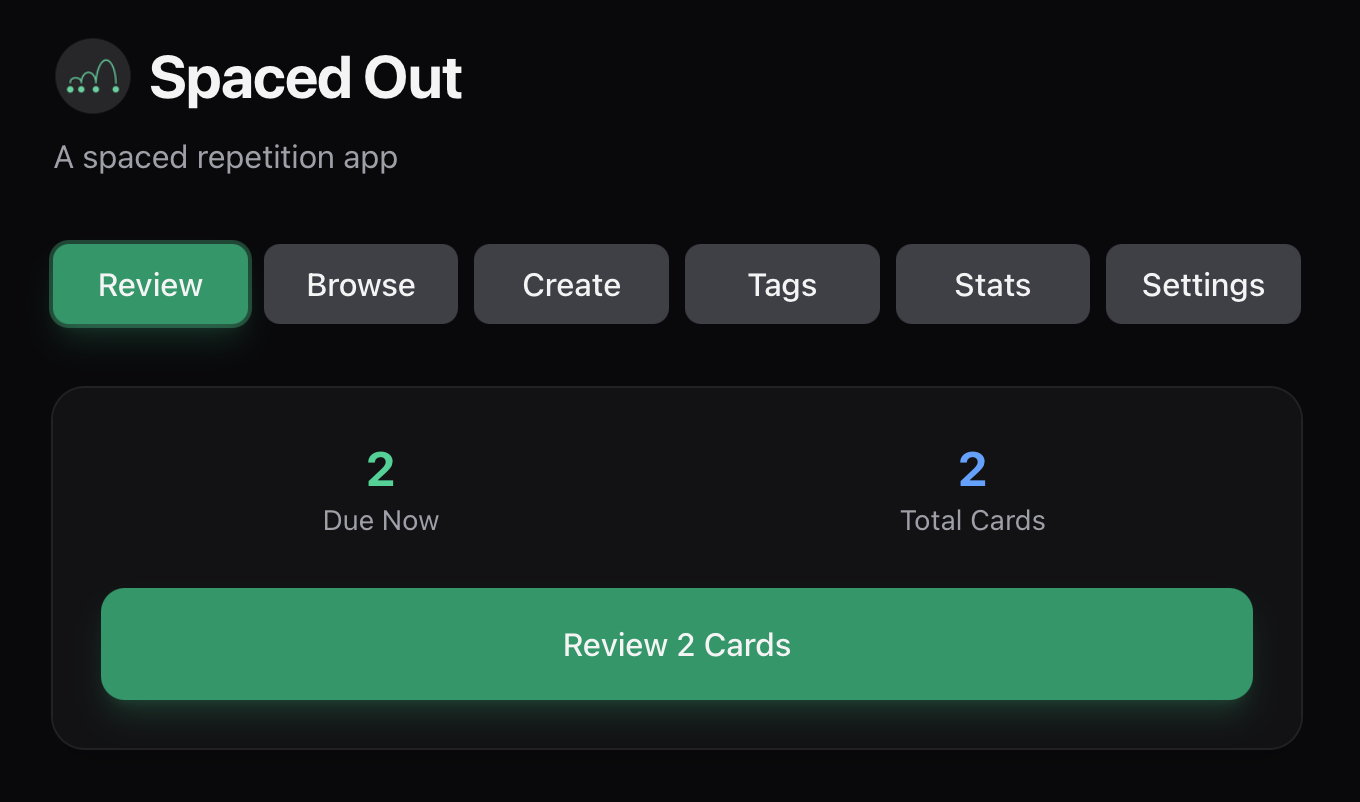 Spaced Out
A spaced repetition app
Review Browse Create Tags Stats Settings
2 2
Due Now Total Cards
Review 2 Cards